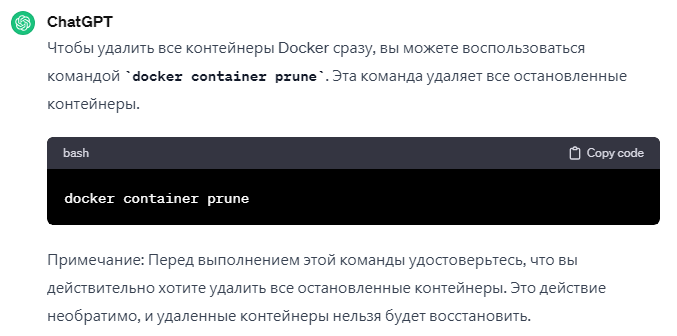 ChatGPT
Чтобы удалить все контейнеры Docker сразу, вы можете воспользоваться
командой `docker container prune`. Эта команда удаляет все остановленные
контейнеры.
bash Copy code
docker container prune
Примечание: Перед выполнением этой команды удостоверьтесь, что вы
действительно хотите удалить все остановленные контейнеры. Это действие
необратимо, и удаленные контейнеры нельзя будет восстановить.